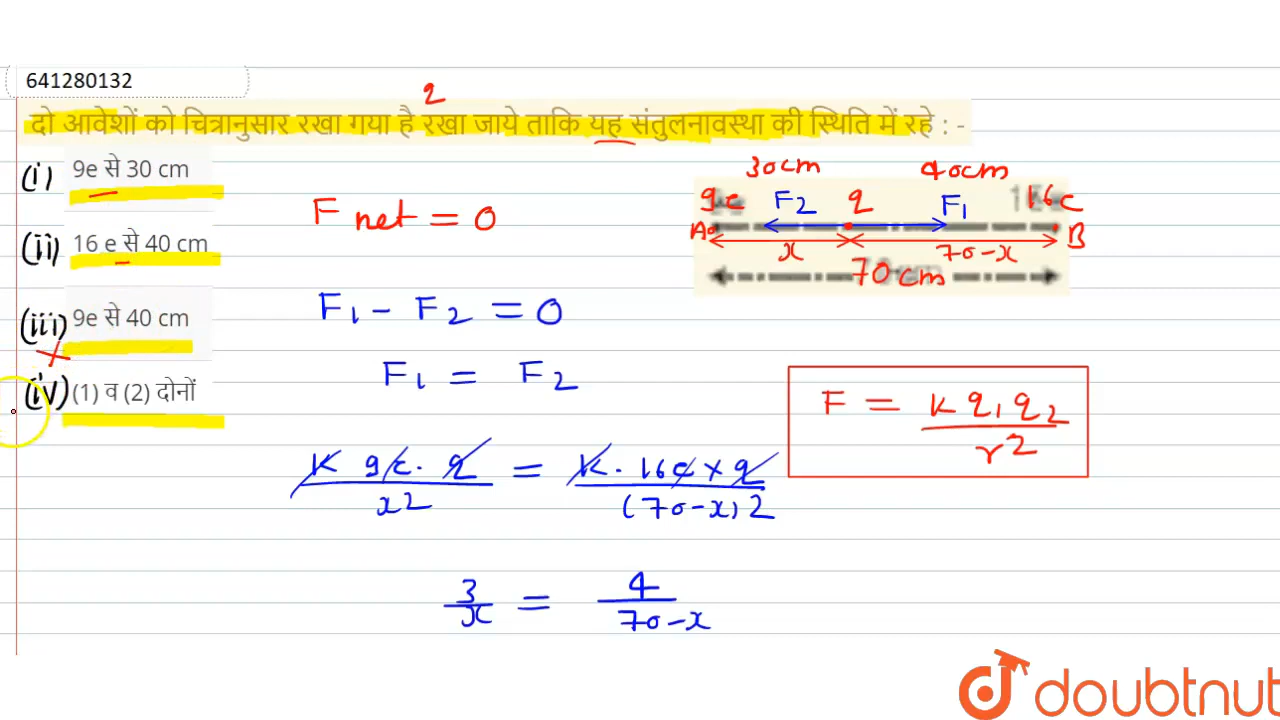 641280132
q
दो आवेशों को चित्रानुसार रखा गया है रखा जाये ताकि यह संतुलनावस्था की स्थिति में रहे : -
(i) 9e से 30 cm
(ii) 16 e से 40 cm
(iii) 9e से 40 cm
(iv) (1) व (2) दोनों
30cm 40cm
9e F2 q F1 16e
A B
x 70-x
70cm
F net = 0
F1 - F2 = 0
F1 = F2
K 9e. q / x2 = K. 16e x q / (70-x)2
3 / x = 4 / 70-x
F = K q1 q2 / r2
doubtnut